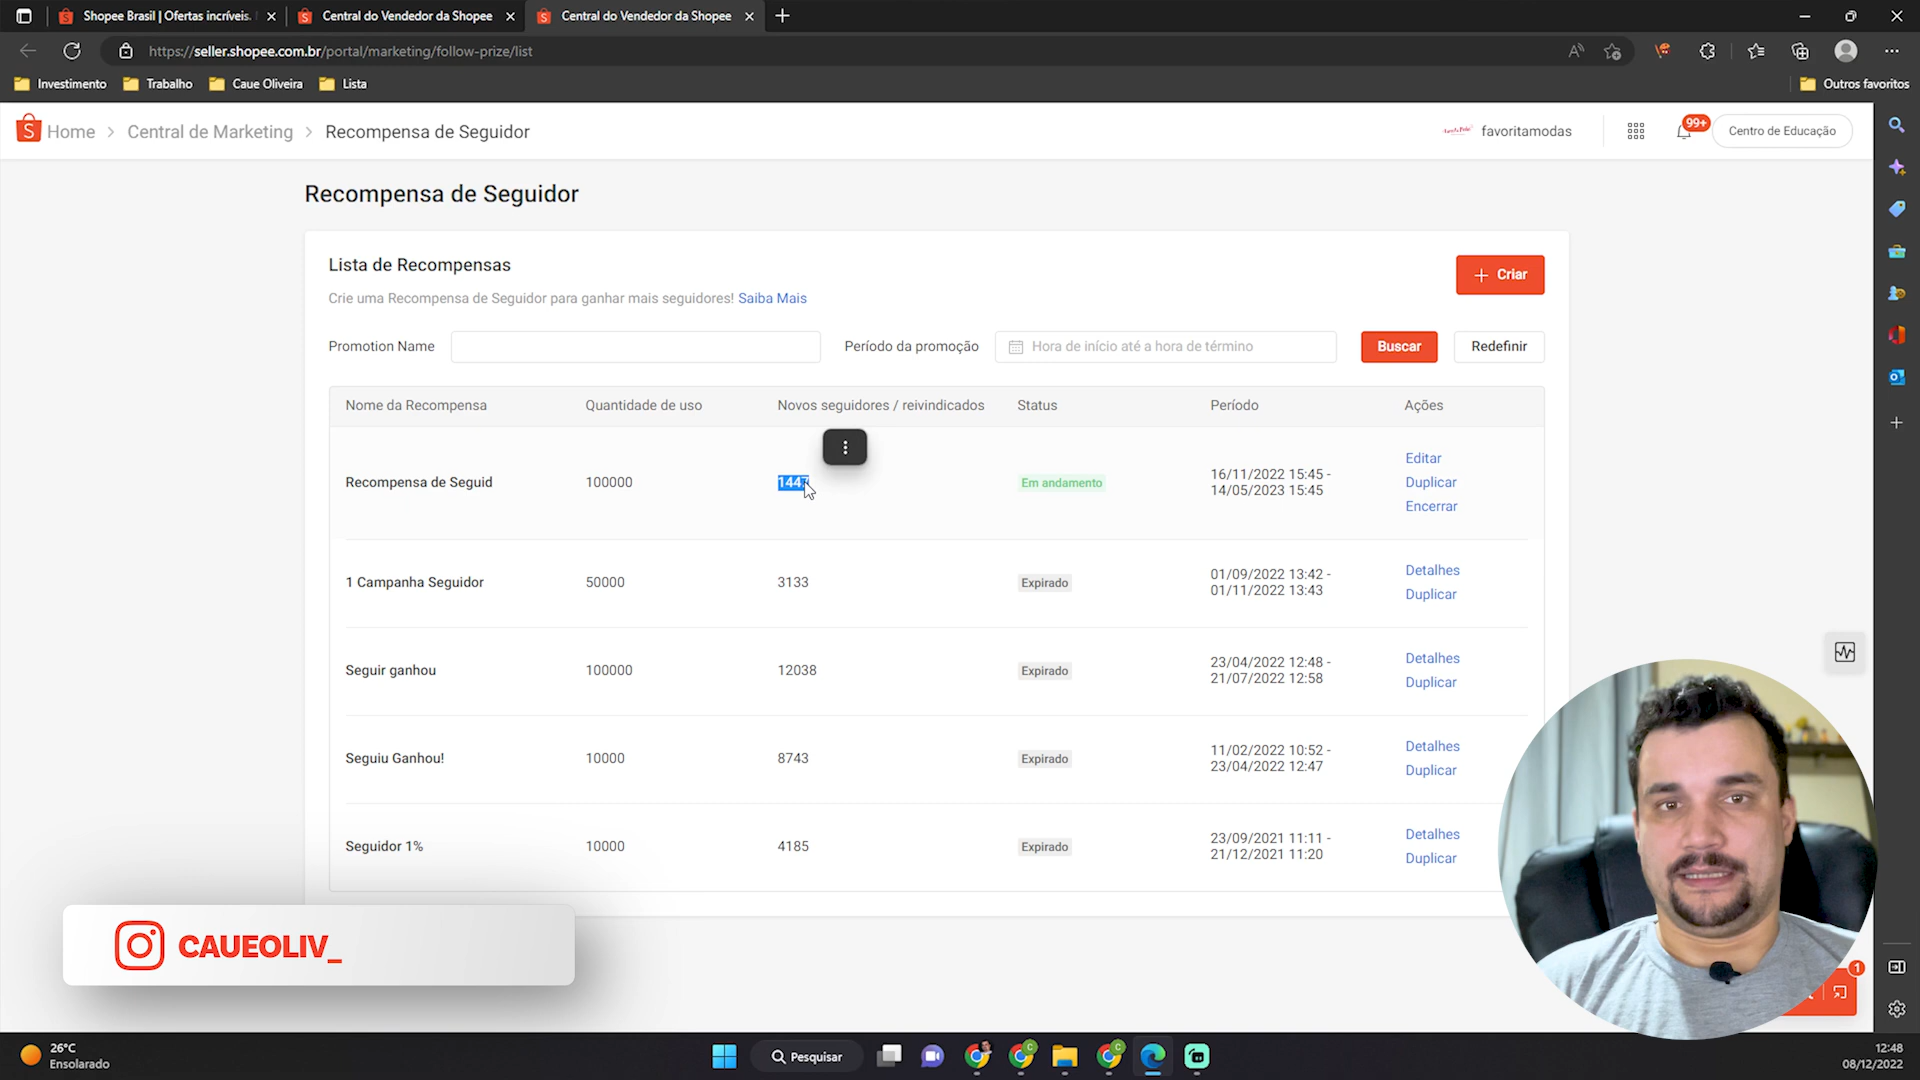 Shopee Brasil | Ofertas incríveis.
Central do Vendedor da Shopee
Central do Vendedor da Shopee
https://seller.shopee.com.br/portal/marketing/follow-prize/list
Investimento
Trabalho
Caue Oliveira
Lista
Outros favoritos
Home > Central de Marketing > Recompensa de Seguidor
favoritamodas
99+
Centro de Educação
Recompensa de Seguidor
Lista de Recompensas
+ Criar
Crie uma Recompensa de Seguidor para ganhar mais seguidores! Saiba Mais
Promotion Name
Período da promoção
Hora de início até a hora de término
Buscar
Redefinir
Nome da Recompensa Quantidade de uso Novos seguidores / reivindicados Status Período Ações
Recompensa de Seguid 100000 Em andamento
16/11/2022 15:45 -
14/05/2023 15:45
Editar
Duplicar
Encerrar
1 Campanha Seguidor 50000 3133 Expirado
01/09/2022 13:42 -
01/11/2022 13:43
Detalhes
Duplicar
Seguir ganhou 100000 12038 Expirado
23/04/2022 12:48 -
21/07/2022 12:58
Detalhes
Duplicar
Seguiu Ganhou! 10000 8743 Expirado
11/02/2022 10:52 -
23/04/2022 12:47
Detalhes
Duplicar
Seguidor 1% 10000 4185 Expirado
23/09/2021 11:11 -
21/12/2021 11:20
Detalhes
Duplicar
CAUEOLIV_
1
26°C
Ensolarado
Pesquisar
12:48
08/12/2022